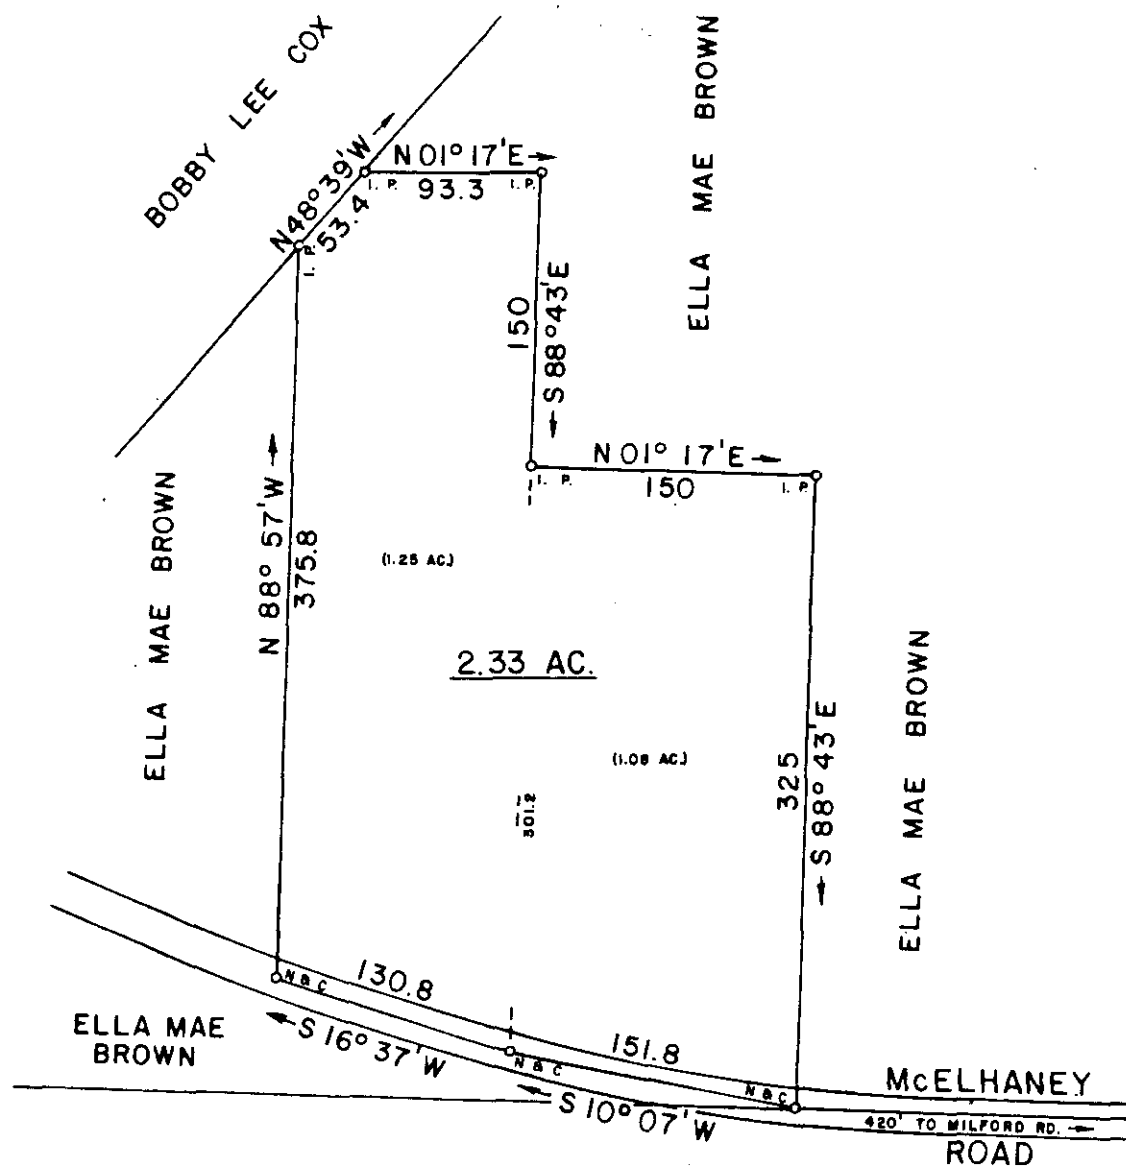 BOBBY LEE COX
ELLA MAE BROWN
N48°39'W
53.4
N 01° 17'E
I. P.
I. P.
93.3
I. P.
150
S 88° 43'E
N 01° 17'E
I. P.
I. P.
150
N 88° 57'W
375.8
ELLA MAE BROWN
(1.25 AC.)
2.33 AC.
(1.08 AC.)
301.2
325
S 88° 43'E
ELLA MAE BROWN
N & C
130.8
S 16° 37'W
ELLA MAE
BROWN
N & C
151.8
N & C
S 10° 07'W
McELHANEY
420' TO MILFORD RD.
ROAD